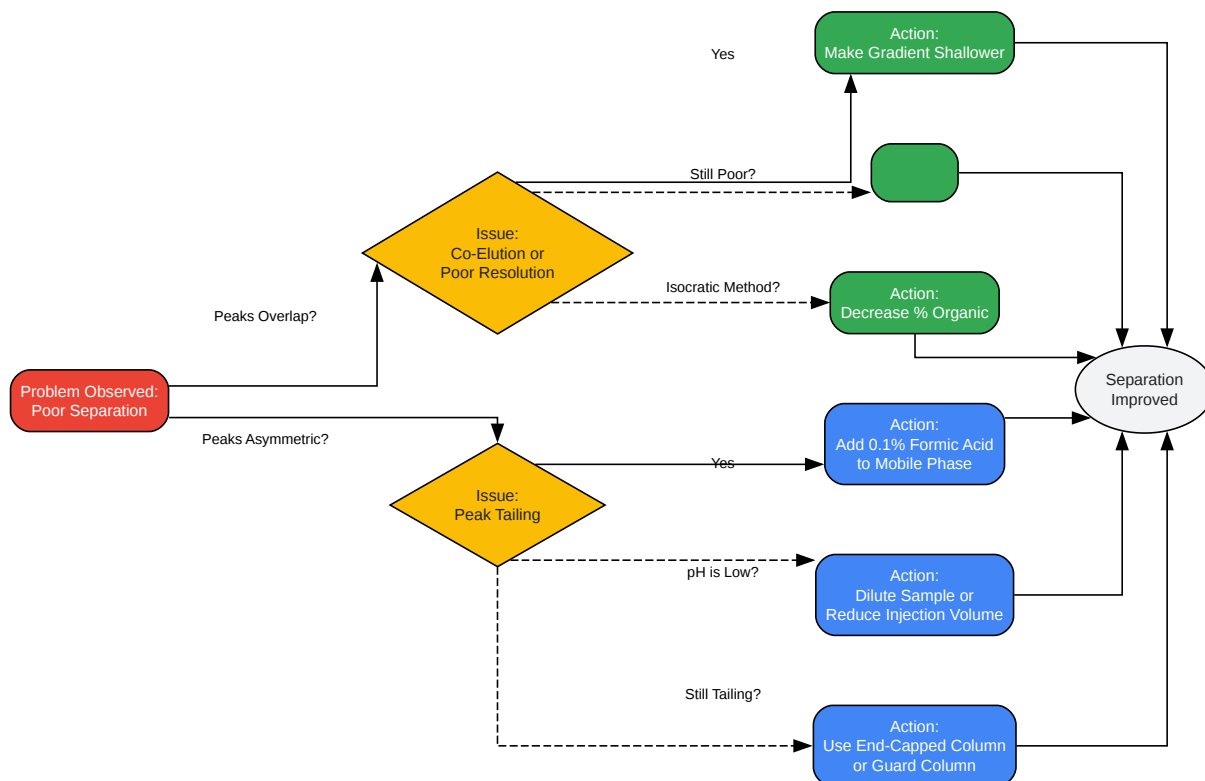 Yes
Action:
Make Gradient Shallower
Still Poor?
Issue:
Co-Elution or
Poor Resolution
Isocratic Method?
Action:
Decrease % Organic
Peaks Overlap?
Problem Observed:
Poor Separation
Separation
Improved
Peaks Asymmetric?
Action:
Add 0.1% Formic Acid
to Mobile Phase
Yes
Issue:
Peak Tailing
pH is Low?
Action:
Dilute Sample or
Reduce Injection Volume
Still Tailing?
Action:
Use End-Capped Column
or Guard Column